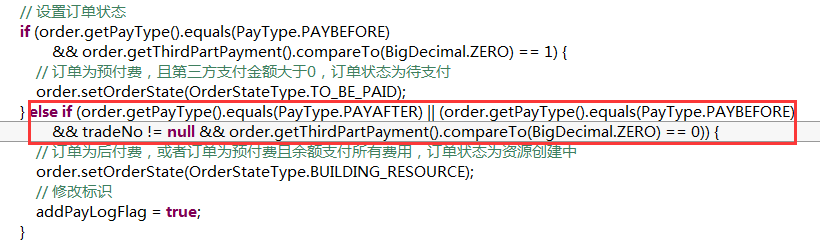 // 设置订单状态
if (order.getPayType().equals(PayType.PAYBEFORE)
&& order.getThirdPartPayment().compareTo(BigDecimal.ZERO) == 1) {
// 订单为预付费，且第三方支付金额大于0，订单状态为待支付
order.setOrderState(OrderStateType.TO_BE_PAID);
} else if (order.getPayType().equals(PayType.PAYAFTER) || (order.getPayType().equals(PayType.PAYBEFORE)
&& tradeNo != null && order.getThirdPartPayment().compareTo(BigDecimal.ZERO) == 0)) {
// 订单为后付费，或者订单为预付费且余额支付所有费用，订单状态为资源创建中
order.setOrderState(OrderStateType.BUILDING_RESOURCE);
// 修改标识
addPayLogFlag = true;
}